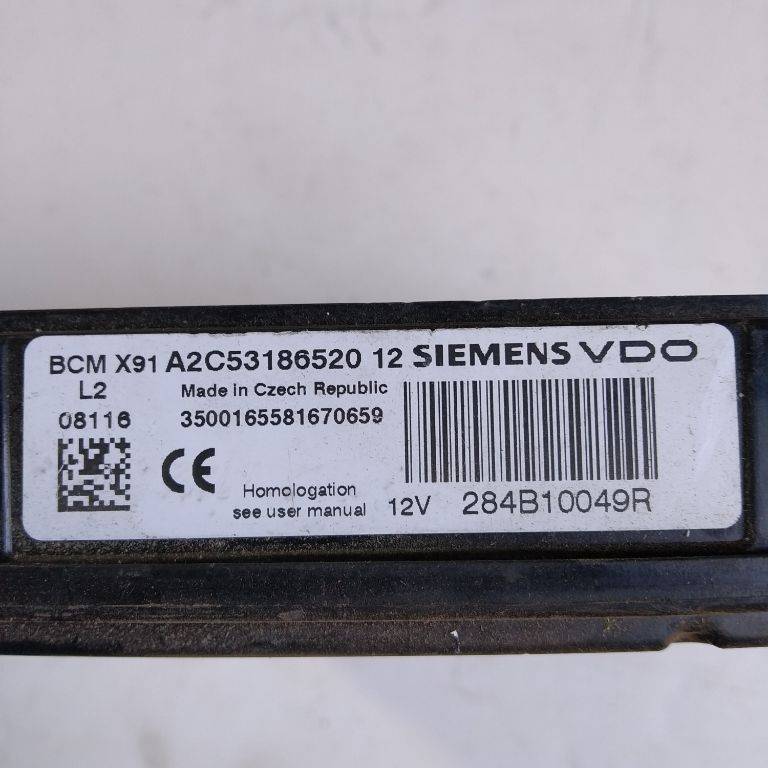 BCM X91 A2C53186520 12 SIEMENS VDO
L2 Made in Czech Republic
08116 3500165581670659
CE
Homologation
see user manual 12V 284B10049R